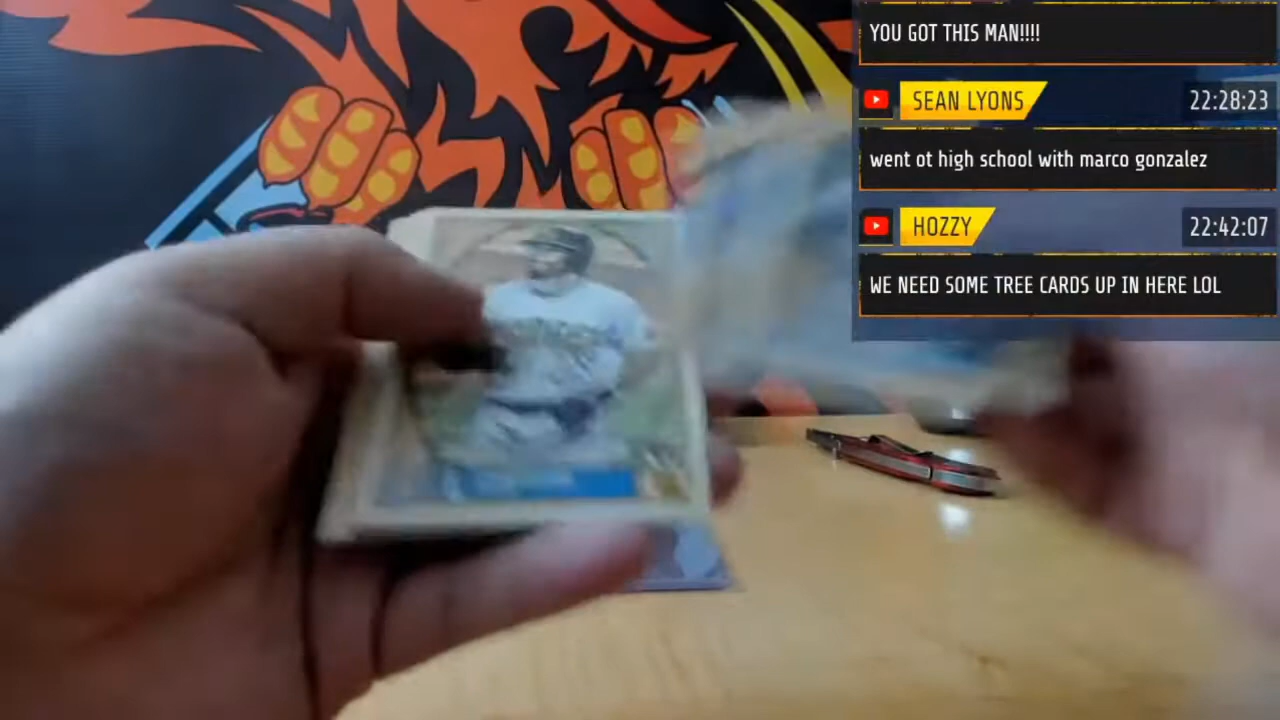 YOU GOT THIS MAN!!!!
SEAN LYONS 22:28:23
went ot high school with marco gonzalez
HOZZY 22:42:07
WE NEED SOME TREE CARDS UP IN HERE LOL